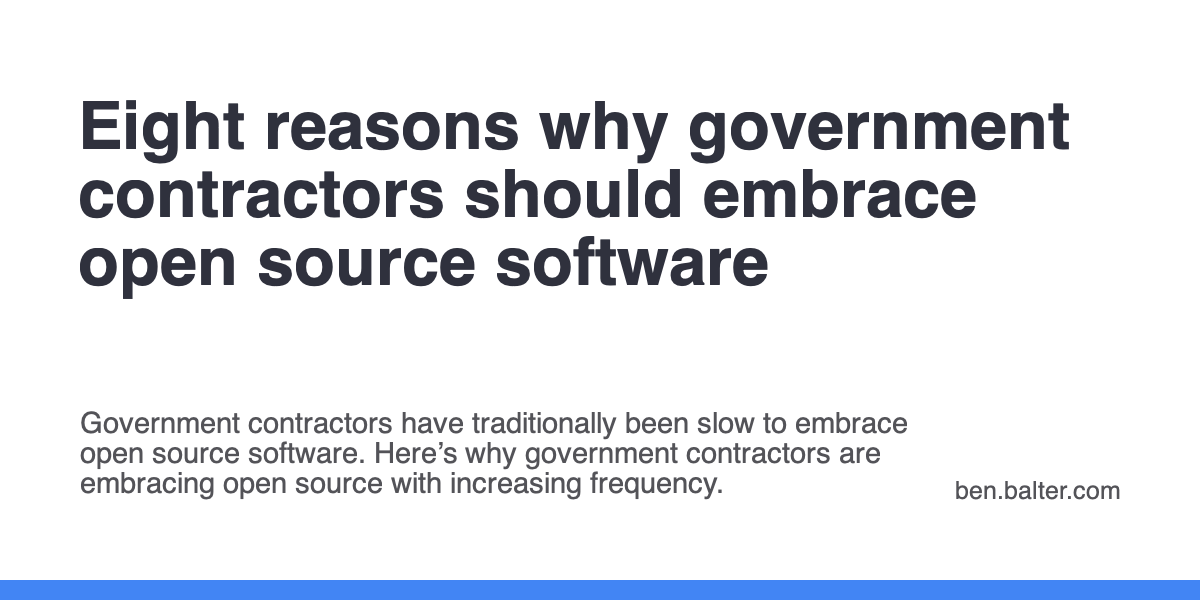 Eight reasons why government
contractors should embrace
open source software
Government contractors have traditionally been slow to embrace
open source software. Here’s why government contractors are
embracing open source with increasing frequency.
ben.balter.com